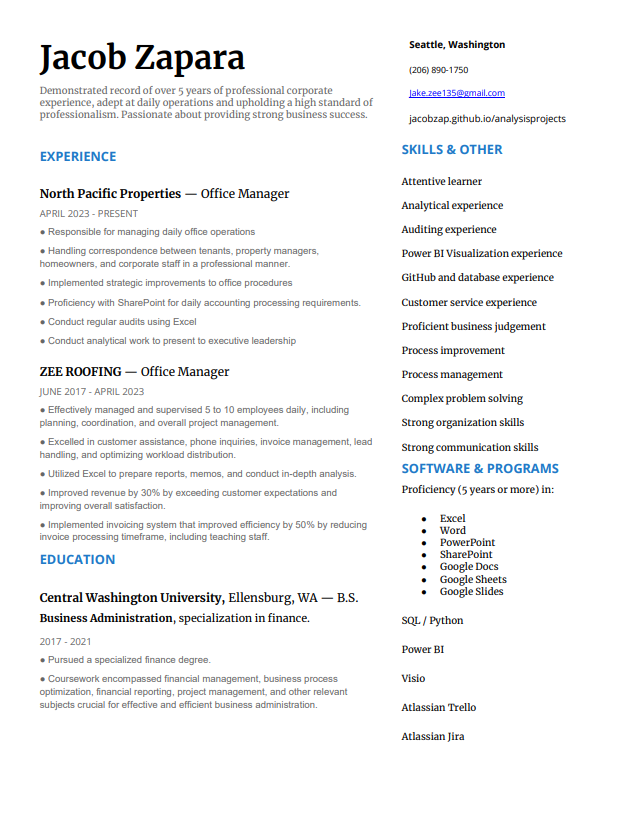 Jacob Zapara
Demonstrated record of over 5 years of professional corporate
experience, adept at daily operations and upholding a high standard of
professionalism. Passionate about providing strong business success.
Seattle, Washington
(206) 890-1750
Jake.zee135@gmail.com
jacobzap.github.io/analysisprojects
EXPERIENCE
North Pacific Properties — Office Manager
APRIL 2023 - PRESENT
● Responsible for managing daily office operations
● Handling correspondence between tenants, property managers,
homeowners, and corporate staff in a professional manner.
● Implemented strategic improvements to office procedures
● Proficiency with SharePoint for daily accounting processing requirements.
● Conduct regular audits using Excel
● Conduct analytical work to present to executive leadership
ZEE ROOFING — Office Manager
JUNE 2017 - APRIL 2023
● Effectively managed and supervised 5 to 10 employees daily, including
planning, coordination, and overall project management.
● Excelled in customer assistance, phone inquiries, invoice management, lead
handling, and optimizing workload distribution.
● Utilized Excel to prepare reports, memos, and conduct in-depth analysis.
● Improved revenue by 30% by exceeding customer expectations and
improving overall satisfaction.
● Implemented invoicing system that improved efficiency by 50% by reducing
invoice processing timeframe, including teaching staff.
EDUCATION
Central Washington University, Ellensburg, WA — B.S.
Business Administration, specialization in finance.
2017 - 2021
● Pursued a specialized finance degree.
● Coursework encompassed financial management, business process
optimization, financial reporting, project management, and other relevant
subjects crucial for effective and efficient business administration.
SKILLS & OTHER
Attentive learner
Analytical experience
Auditing experience
Power BI Visualization experience
GitHub and database experience
Customer service experience
Proficient business judgement
Process improvement
Process management
Complex problem solving
Strong organization skills
Strong communication skills
SOFTWARE & PROGRAMS
Proficiency (5 years or more) in:
● Excel
● Word
● PowerPoint
● SharePoint
● Google Docs
● Google Sheets
● Google Slides
SQL / Python
Power BI
Visio
Atlassian Trello
Atlassian Jira